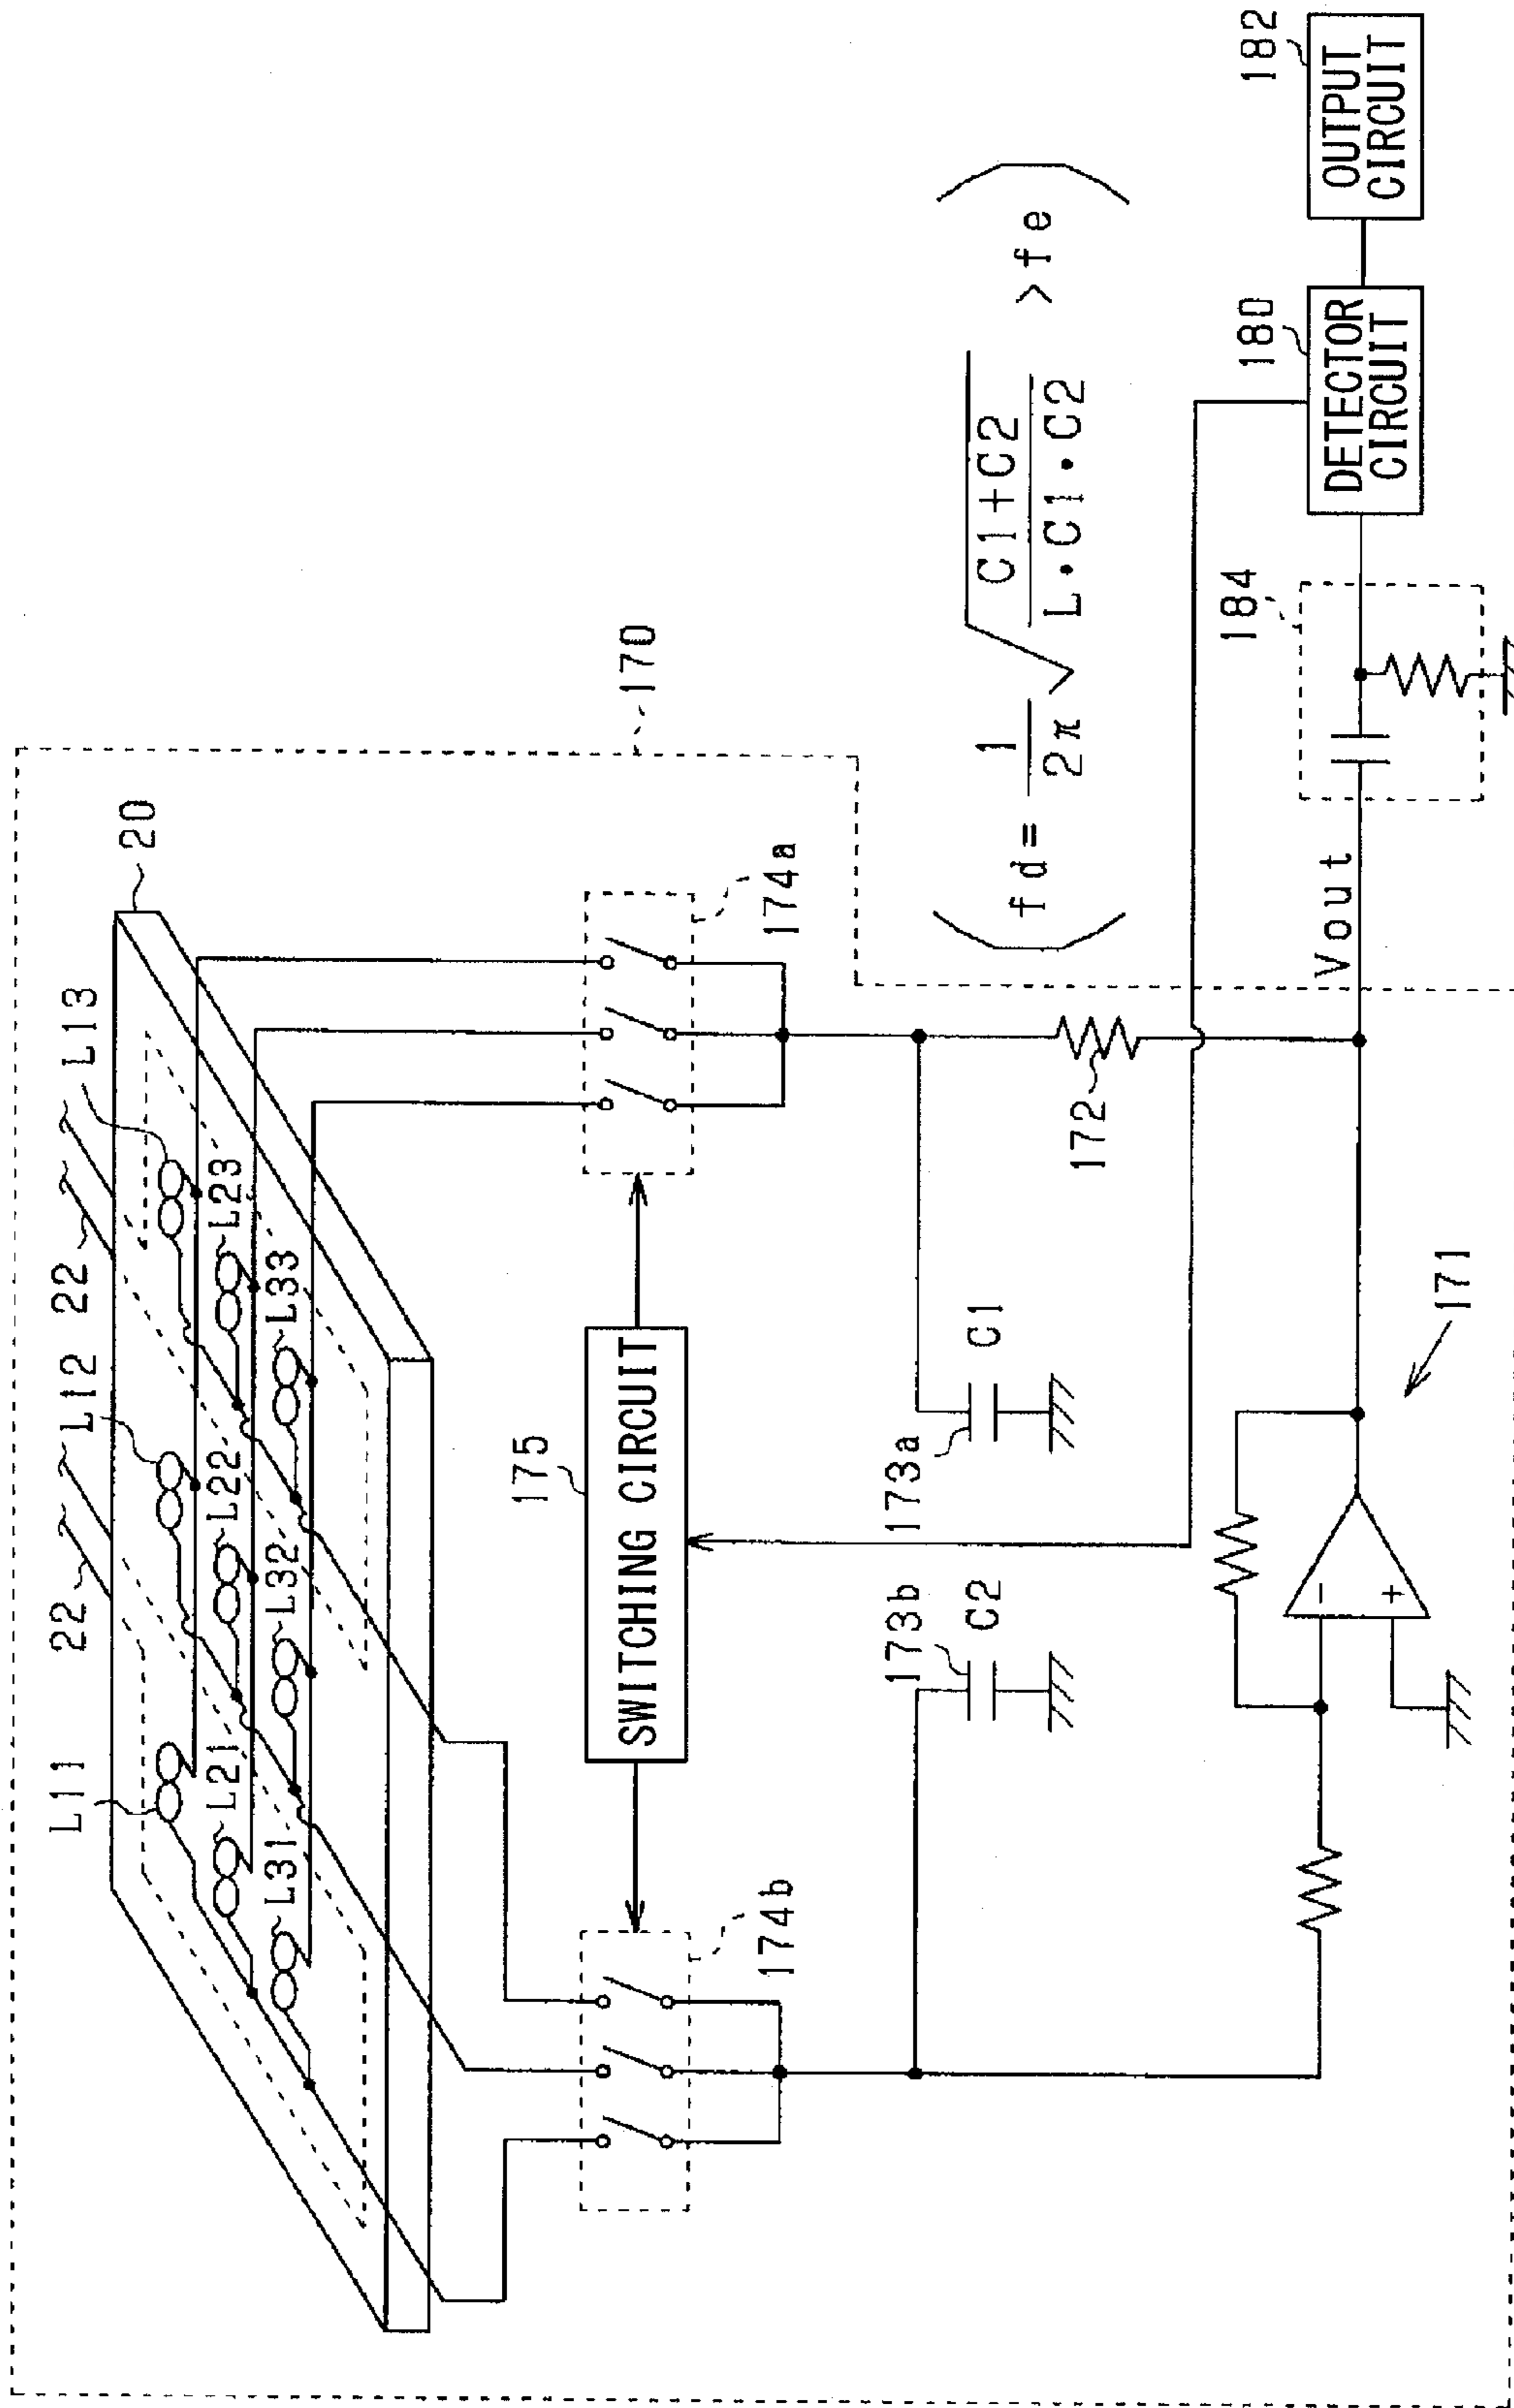 L11
22
L12
22
L13
20
L21
L22
L23
L31
L32
L33
170
175
SWITCHING CIRCUIT
174b
174a
173b
C2
173a
C1
172
( fd = 1 / 2π √ C1+C2 / L・C1・C2 > fe )
171
−
+
Vout
184
180
DETECTOR
CIRCUIT
182
OUTPUT
CIRCUIT